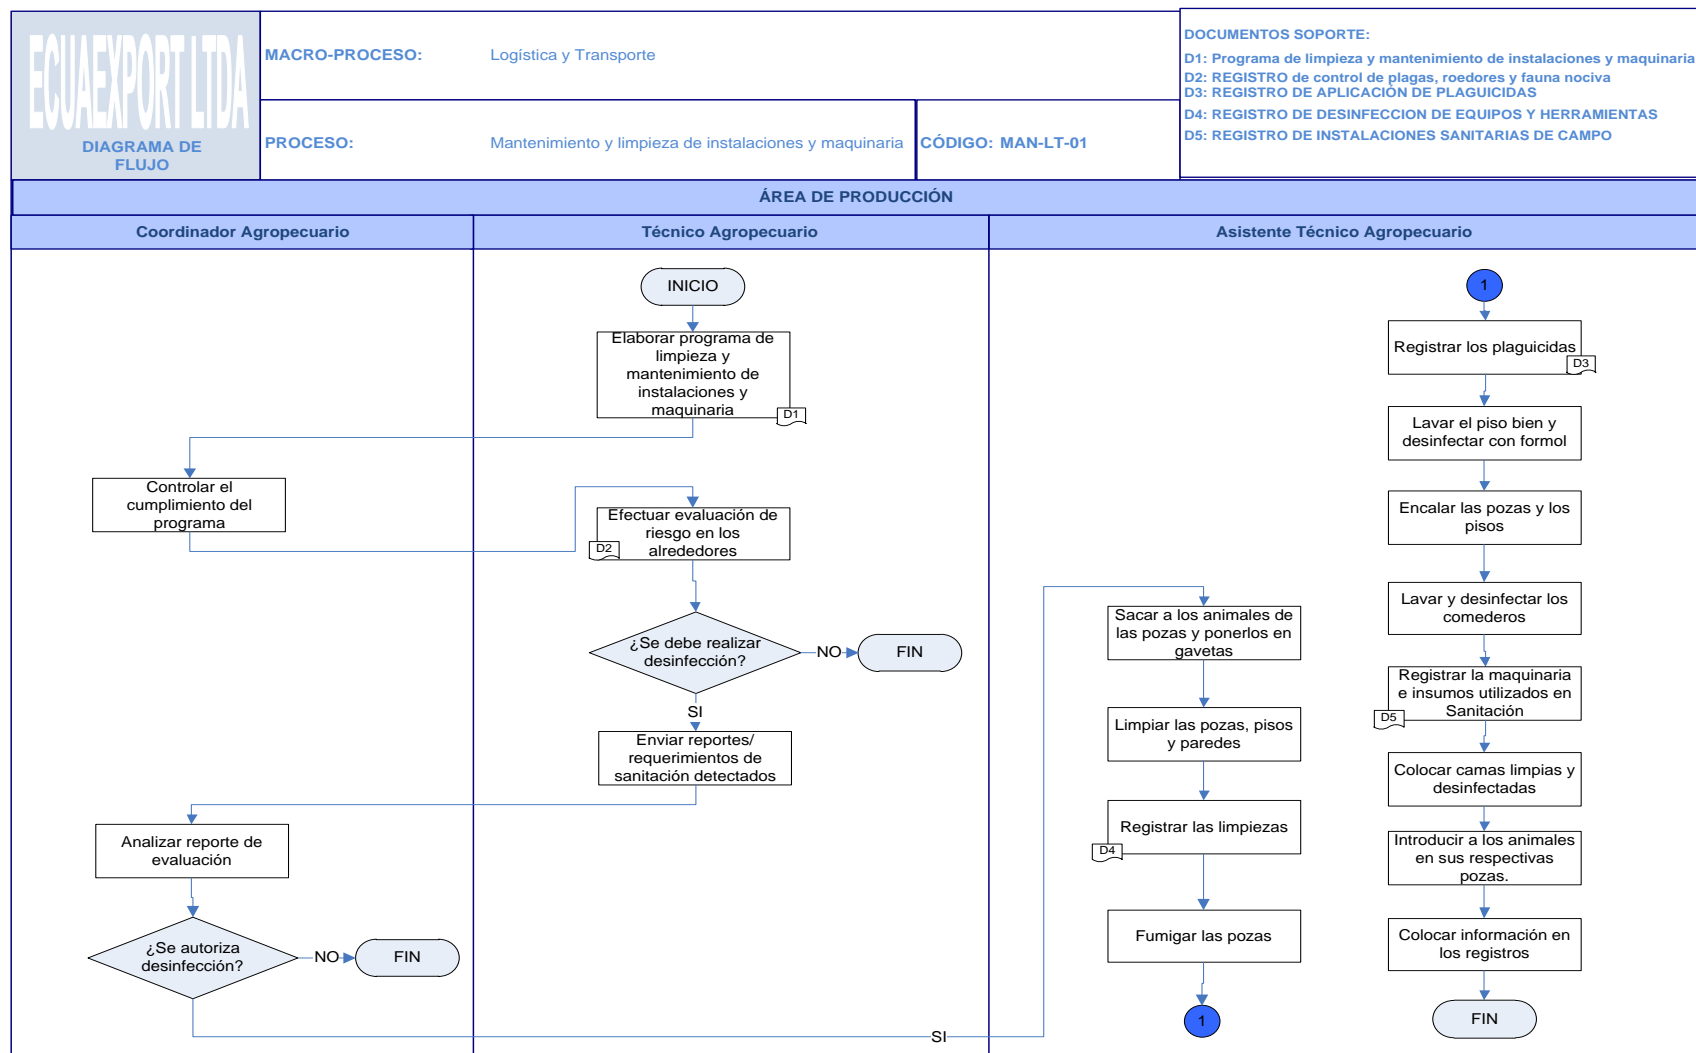 ECUAEXPORT LTDA
DIAGRAMA DE
FLUJO
MACRO-PROCESO:
Logística y Transporte
PROCESO:
Mantenimiento y limpieza de instalaciones y maquinaria
CÓDIGO: MAN-LT-01
DOCUMENTOS SOPORTE:
D1: Programa de limpieza y mantenimiento de instalaciones y maquinaria
D2: REGISTRO de control de plagas, roedores y fauna nociva
D3: REGISTRO DE APLICACIÓN DE PLAGUICIDAS
D4: REGISTRO DE DESINFECCION DE EQUIPOS Y HERRAMIENTAS
D5: REGISTRO DE INSTALACIONES SANITARIAS DE CAMPO
ÁREA DE PRODUCCIÓN
Coordinador Agropecuario
Técnico Agropecuario
Asistente Técnico Agropecuario
INICIO
Elaborar programa de
limpieza y
mantenimiento de
instalaciones y
maquinaria
D1
Controlar el
cumplimiento del
programa
Efectuar evaluación de
riesgo en los
alrededores
D2
¿Se debe realizar
desinfección?
NO
FIN
SI
Enviar reportes/
requerimientos de
sanitación detectados
Analizar reporte de
evaluación
¿Se autoriza
desinfección?
NO
FIN
SI
Sacar a los animales de
las pozas y ponerlos en
gavetas
Limpiar las pozas, pisos
y paredes
Registrar las limpiezas
D4
Fumigar las pozas
1
1
Registrar los plaguicidas
D3
Lavar el piso bien y
desinfectar con formol
Encalar las pozas y los
pisos
Lavar y desinfectar los
comederos
Registrar la maquinaria
e insumos utilizados en
Sanitación
D5
Colocar camas limpias y
desinfectadas
Introducir a los animales
en sus respectivas
pozas.
Colocar información en
los registros
FIN